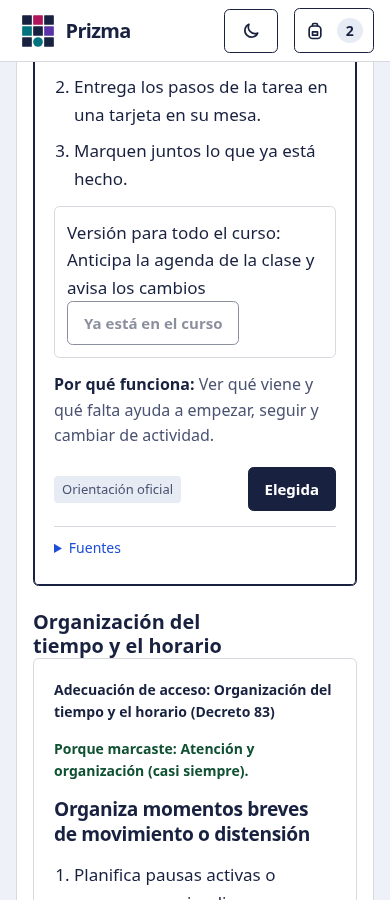 Prizma
2
2. Entrega los pasos de la tarea en
una tarjeta en su mesa.
3. Marquen juntos lo que ya está
hecho.
Versión para todo el curso:
Anticipa la agenda de la clase y
avisa los cambios
Ya está en el curso
Por qué funciona: Ver qué viene y
qué falta ayuda a empezar, seguir y
cambiar de actividad.
Orientación oficial
Elegida
Fuentes
Organización del
tiempo y el horario
Adecuación de acceso: Organización del
tiempo y el horario (Decreto 83)
Porque marcaste: Atención y
organización (casi siempre).
Organiza momentos breves
de movimiento o distensión
1. Planifica pausas activas o